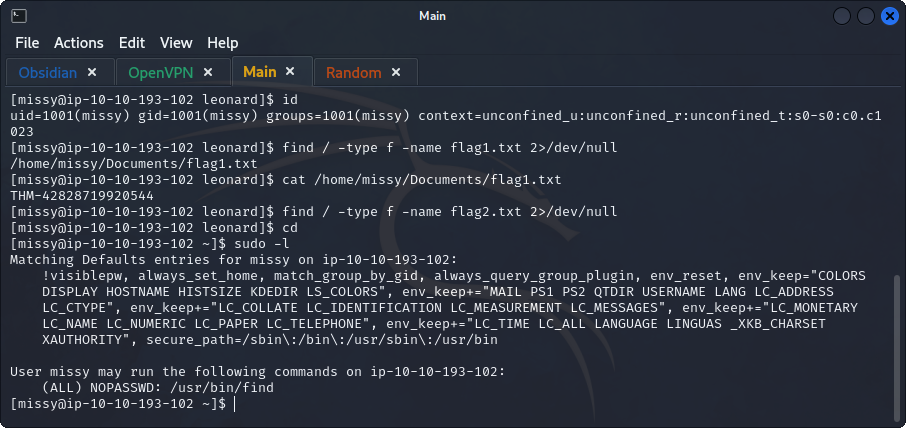 Main
File Actions Edit View Help
Obsidian × OpenVPN × Main × Random ×
[missy@ip-10-10-193-102 leonard]$ id
uid=1001(missy) gid=1001(missy) groups=1001(missy) context=unconfined_u:unconfined_r:unconfined_t:s0-s0:c0.c1
023
[missy@ip-10-10-193-102 leonard]$ find / -type f -name flag1.txt 2>/dev/null
/home/missy/Documents/flag1.txt
[missy@ip-10-10-193-102 leonard]$ cat /home/missy/Documents/flag1.txt
THM-42828719920544
[missy@ip-10-10-193-102 leonard]$ find / -type f -name flag2.txt 2>/dev/null
[missy@ip-10-10-193-102 leonard]$ cd
[missy@ip-10-10-193-102 ~]$ sudo -l
Matching Defaults entries for missy on ip-10-10-193-102:
    !visiblepw, always_set_home, match_group_by_gid, always_query_group_plugin, env_reset, env_keep="COLORS
    DISPLAY HOSTNAME HISTSIZE KDEDIR LS_COLORS", env_keep+="MAIL PS1 PS2 QTDIR USERNAME LANG LC_ADDRESS
    LC_CTYPE", env_keep+="LC_COLLATE LC_IDENTIFICATION LC_MEASUREMENT LC_MESSAGES", env_keep+="LC_MONETARY
    LC_NAME LC_NUMERIC LC_PAPER LC_TELEPHONE", env_keep+="LC_TIME LC_ALL LANGUAGE LINGUAS _XKB_CHARSET
    XAUTHORITY", secure_path=/sbin\:/bin\:/usr/sbin\:/usr/bin

User missy may run the following commands on ip-10-10-193-102:
    (ALL) NOPASSWD: /usr/bin/find
[missy@ip-10-10-193-102 ~]$